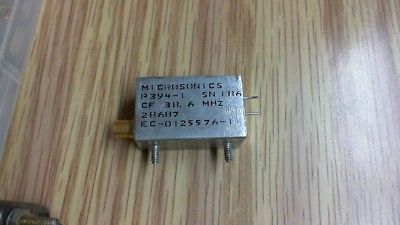 MICROSONICS
P394-1 SN 186
CF 38.6 MHZ
28687
EC-0125576-1